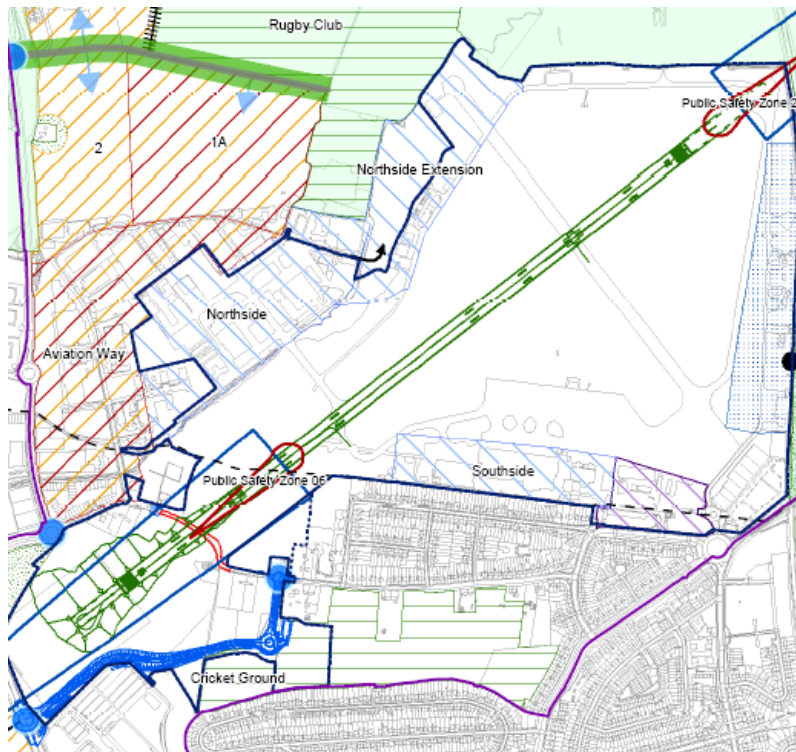 Rugby Club
Public Safety Zone 2
1A
2
Northside Extension
Northside
Aviation Way
Southside
Public Safety Zone 06
Cricket Ground